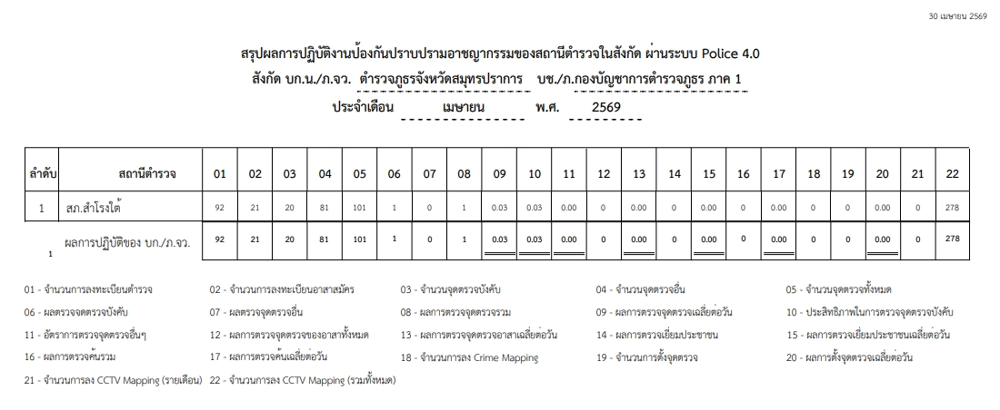 30 เมษายน 2569
สรุปผลการปฏิบัติงานป้องกันปราบปรามอาชญากรรมของสถานีตำรวจในสังกัด ผ่านระบบ Police 4.0
สังกัด บก.น./ภ.จว. ตำรวจภูธรจังหวัดสมุทรปราการ บช./ภ.กองบัญชาการตำรวจภูธร ภาค 1
ประจำเดือน เมษายน พ.ศ. 2569
ลำดับ สถานีตำรวจ 01 02 03 04 05 06 07 08 09 10 11 12 13 14 15 16 17 18 19 20 21 22
1 สภ.สำโรงใต้ 92 21 20 81 101 1 0 1 0.03 0.03 0.00 0 0.00 0 0.00 0 0.00 0 0 0.00 0 278
1 ผลการปฏิบัติของ บก./ภ.จว. 92 21 20 81 101 1 0 1 0.03 0.03 0.00 0 0.00 0 0.00 0 0.00 0 0 0.00 0 278
01 - จำนวนการลงทะเบียนตำรวจ 02 - จำนวนการลงทะเบียนอาสาสมัคร 03 - จำนวนจุดตรวจบังคับ 04 - จำนวนจุดตรวจอื่น 05 - จำนวนจุดตรวจทั้งหมด
06 - ผลตรวจจุดตรวจบังคับ 07 - ผลตรวจจุดตรวจอื่น 08 - ผลการตรวจจุดตรวจรวม 09 - ผลการตรวจจุดตรวจเฉลี่ยต่อวัน 10 - ประสิทธิภาพในการตรวจจุดตรวจบังคับ
11 - อัตราการตรวจจุดตรวจอื่นๆ 12 - ผลการตรวจจุดตรวจของอาสาทั้งหมด 13 - ผลการตรวจจุดตรวจอาสาเฉลี่ยต่อวัน 14 - ผลการตรวจเยี่ยมประชาชน 15 - ผลการตรวจเยี่ยมประชาชนเฉลี่ยต่อวัน
16 - ผลการตรวจค้นรวม 17 - ผลการตรวจค้นเฉลี่ยต่อวัน 18 - จำนวนการลง Crime Mapping 19 - จำนวนการตั้งจุดตรวจ 20 - ผลการตั้งจุดตรวจเฉลี่ยต่อวัน
21 - จำนวนการลง CCTV Mapping (รายเดือน) 22 - จำนวนการลง CCTV Mapping (รวมทั้งหมด)